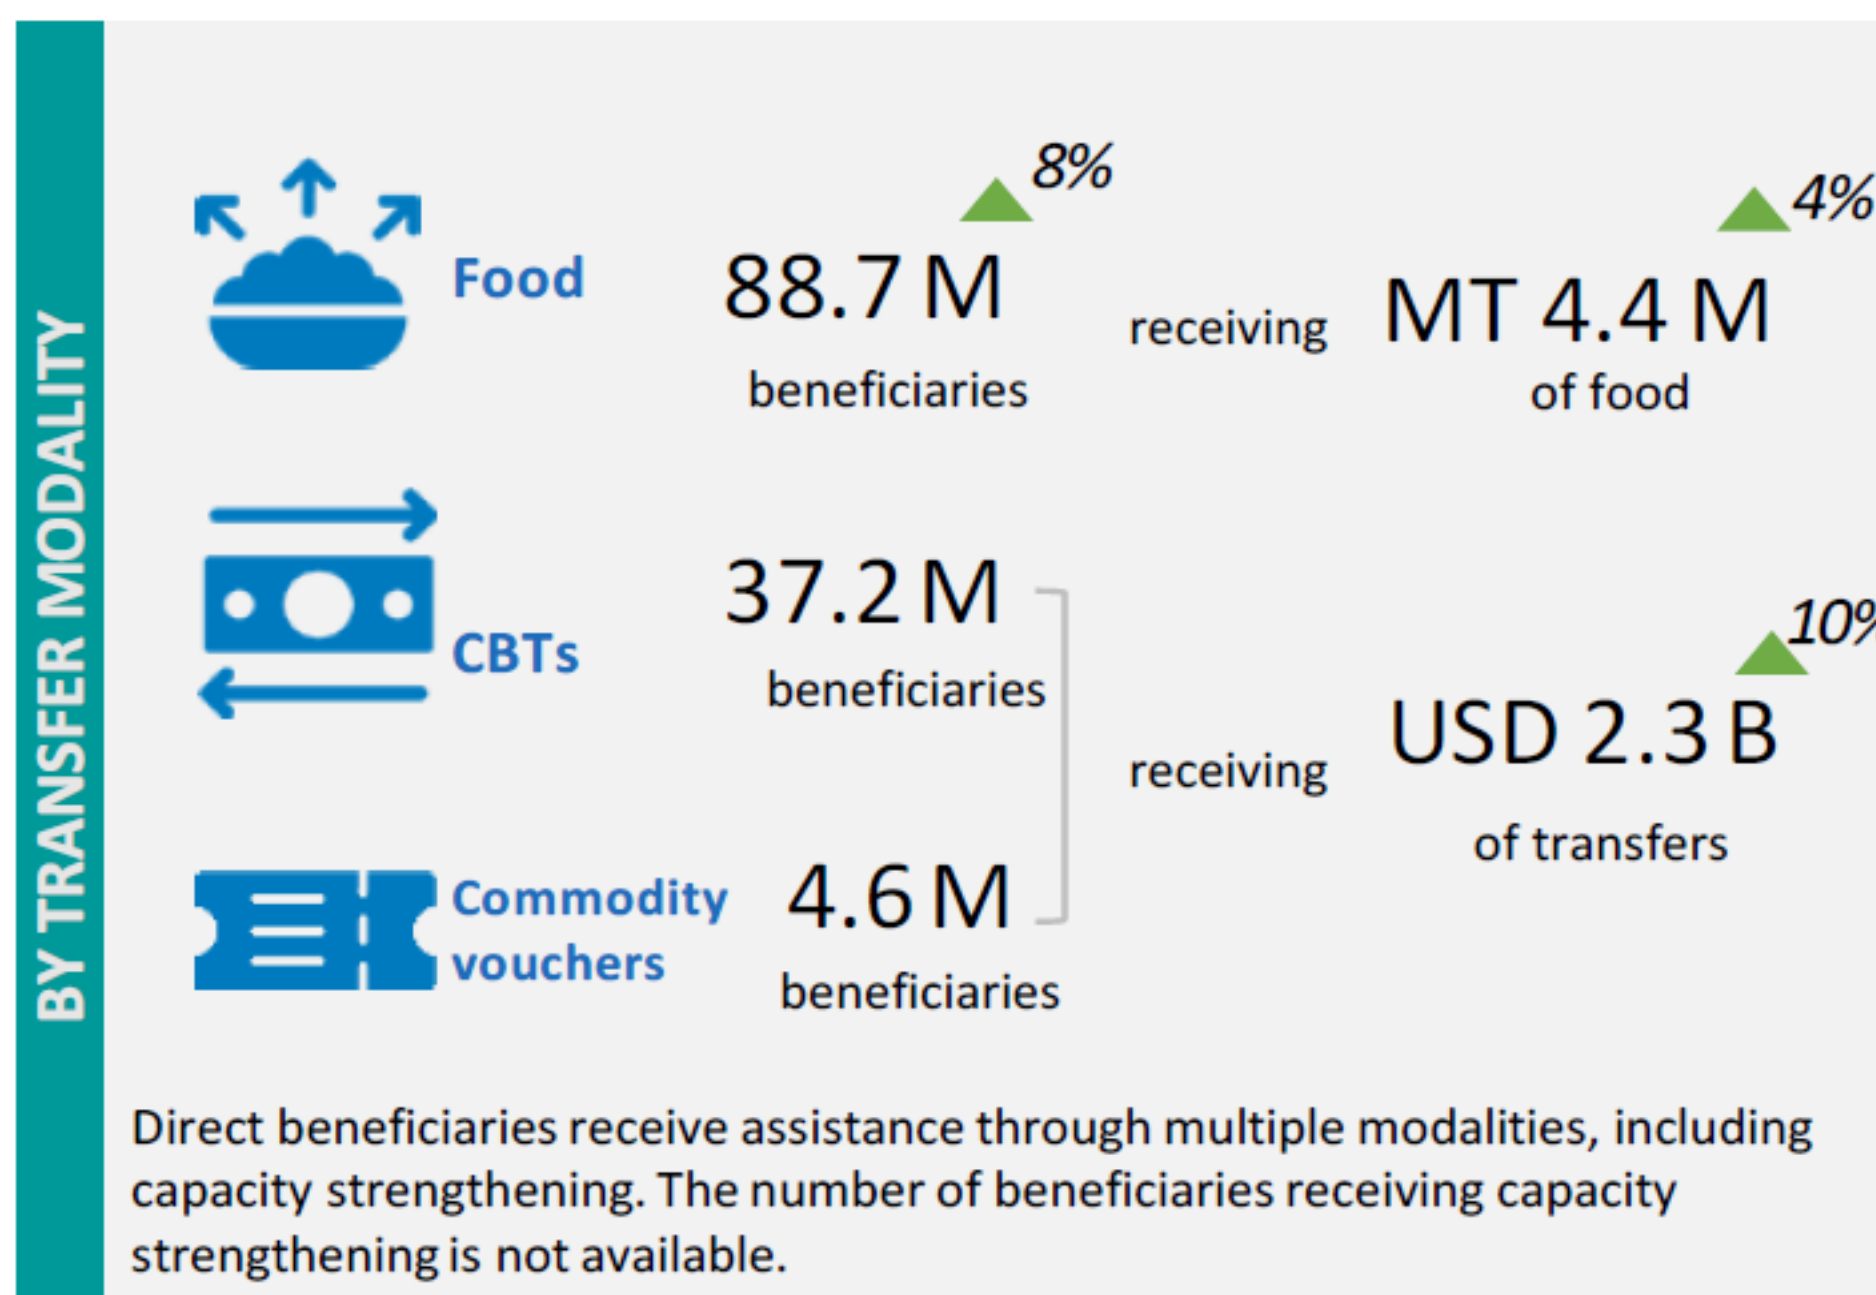 BY TRANSFER MODALITY
Food
88.7 M
8%
beneficiaries
receiving
4%
MT 4.4 M
of food
CBTs
37.2 M
beneficiaries
Commodity
vouchers
4.6 M
beneficiaries
receiving
10%
USD 2.3 B
of transfers
Direct beneficiaries receive assistance through multiple modalities, including
capacity strengthening. The number of beneficiaries receiving capacity
strengthening is not available.